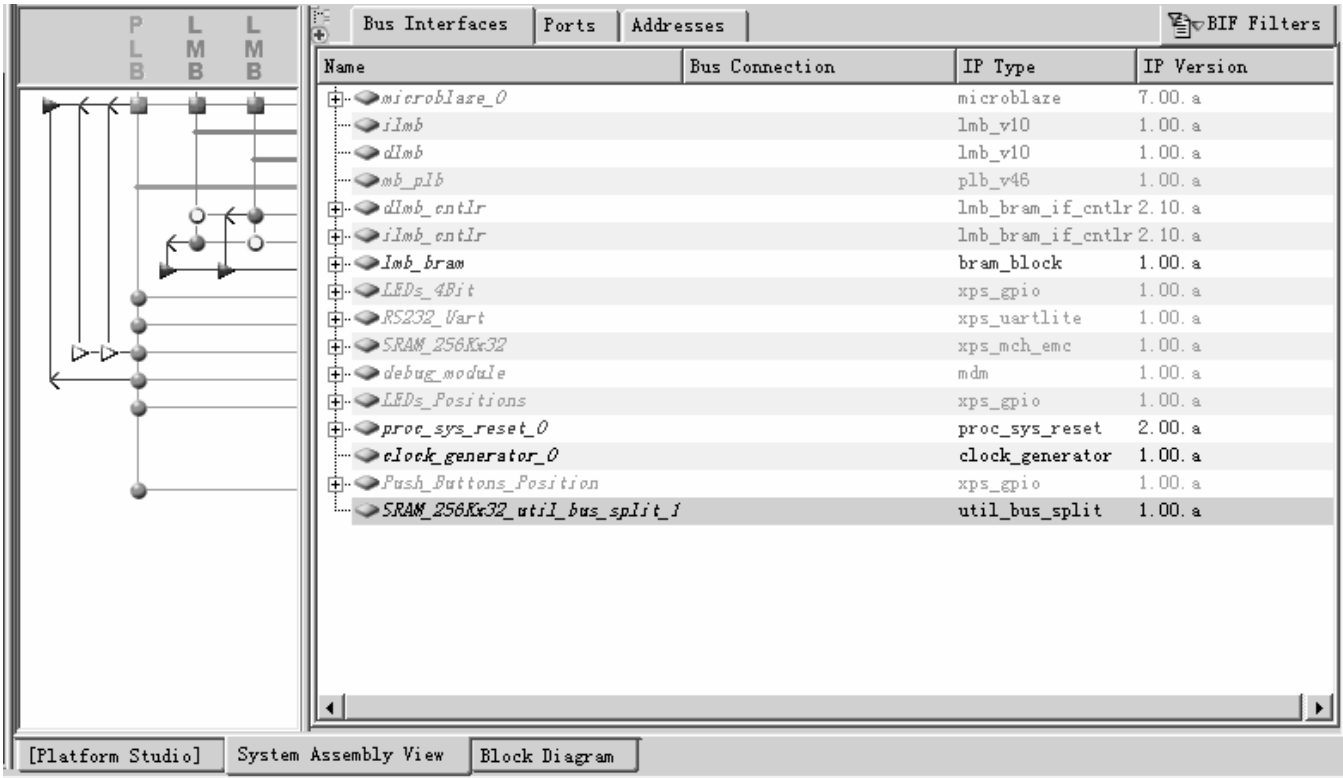 PLB LMB LMB
Bus Interfaces Ports Addresses BIF Filters
Name Bus Connection IP Type IP Version
microblaze_0 microblaze 7.00.a
ilmb lmb_v10 1.00.a
dlmb lmb_v10 1.00.a
mb_plb plb_v46 1.00.a
dlmb_cntlr lmb_bram_if_cntlr 2.10.a
ilmb_cntlr lmb_bram_if_cntlr 2.10.a
lmb_bram bram_block 1.00.a
LEDs_4Bit xps_gpio 1.00.a
RS232_Uart xps_uartlite 1.00.a
SRAM_256Kx32 xps_mch_emc 1.00.a
debug_module mdm 1.00.a
LEDs_Positions xps_gpio 1.00.a
proc_sys_reset_0 proc_sys_reset 2.00.a
clock_generator_0 clock_generator 1.00.a
Push_Buttons_Position xps_gpio 1.00.a
SRAM_256Kx32_util_bus_split_1 util_bus_split 1.00.a
[Platform Studio] System Assembly View Block Diagram